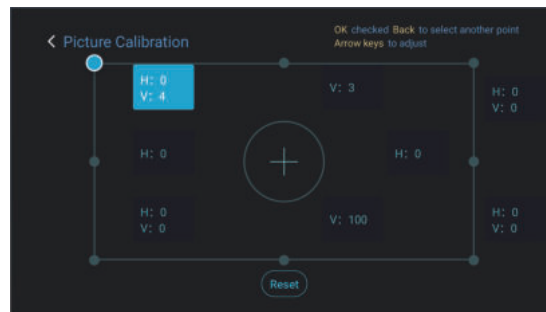 Picture Calibration
OK checked Back to select another point
Arrow keys to adjust
H: 0
V: 4
V: 3
H: 0
V: 0
H: 0
H: 0
H: 0
V: 0
V: 100
H: 0
V: 0
Reset